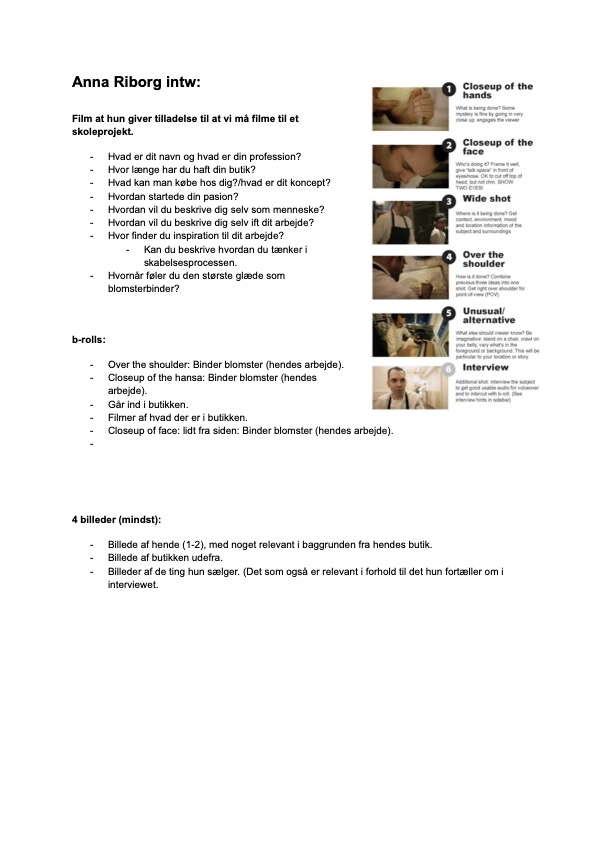 Anna Riborg intw:
Film at hun giver tilladelse til at vi må filme til et
skoleprojekt.
- Hvad er dit navn og hvad er din profession?
- Hvor længe har du haft din butik?
- Hvad kan man købe hos dig?/hvad er dit koncept?
- Hvordan startede din pasion?
- Hvordan vil du beskrive dig selv som menneske?
- Hvordan vil du beskrive dig selv ift dit arbejde?
- Hvor finder du inspiration til dit arbejde?
- Kan du beskrive hvordan du tænker i
skabelsesprocessen.
- Hvornår føler du den største glæde som
blomsterbinder?
b-rolls:
- Over the shoulder: Binder blomster (hendes arbejde).
- Closeup of the hansa: Binder blomster (hendes
arbejde).
- Går ind i butikken.
- Filmer af hvad der er i butikken.
- Closeup of face: lidt fra siden: Binder blomster (hendes arbejde).
-
4 billeder (mindst):
- Billede af hende (1-2), med noget relevant i baggrunden fra hendes butik.
- Billede af butikken udefra.
- Billeder af de ting hun sælger. (Det som også er relevant i forhold til det hun fortæller om i
interviewet.
1 Closeup of the
hands
What is being done? Some
mystery is fine by going in very
close up: engages the viewer
2 Closeup of the
face
Who's doing it? Frame it well,
give "talk space" in front of
eyes/nose. OK to cut off top of
head, but not chin. SHOW
TWO EYES!
3 Wide shot
Where is it being done? Get
context, environment, mood
and location information of the
subject and surroundings
4 Over the
shoulder
How is it done? Combine
previous three ideas into one
shot. Get right over shoulder for
point-of-view (POV).
5 Unusual/
alternative
What else should viewer know? Be
imaginative: stand on a chair, crawl on
your belly, vary what's in the
foreground or background. This will be
particular to your location or story.
6 Interview
Additional shot: interview the subject
to get good usable audio for voiceover
and to intercut with b-roll. (See
interview hints in sidebar)